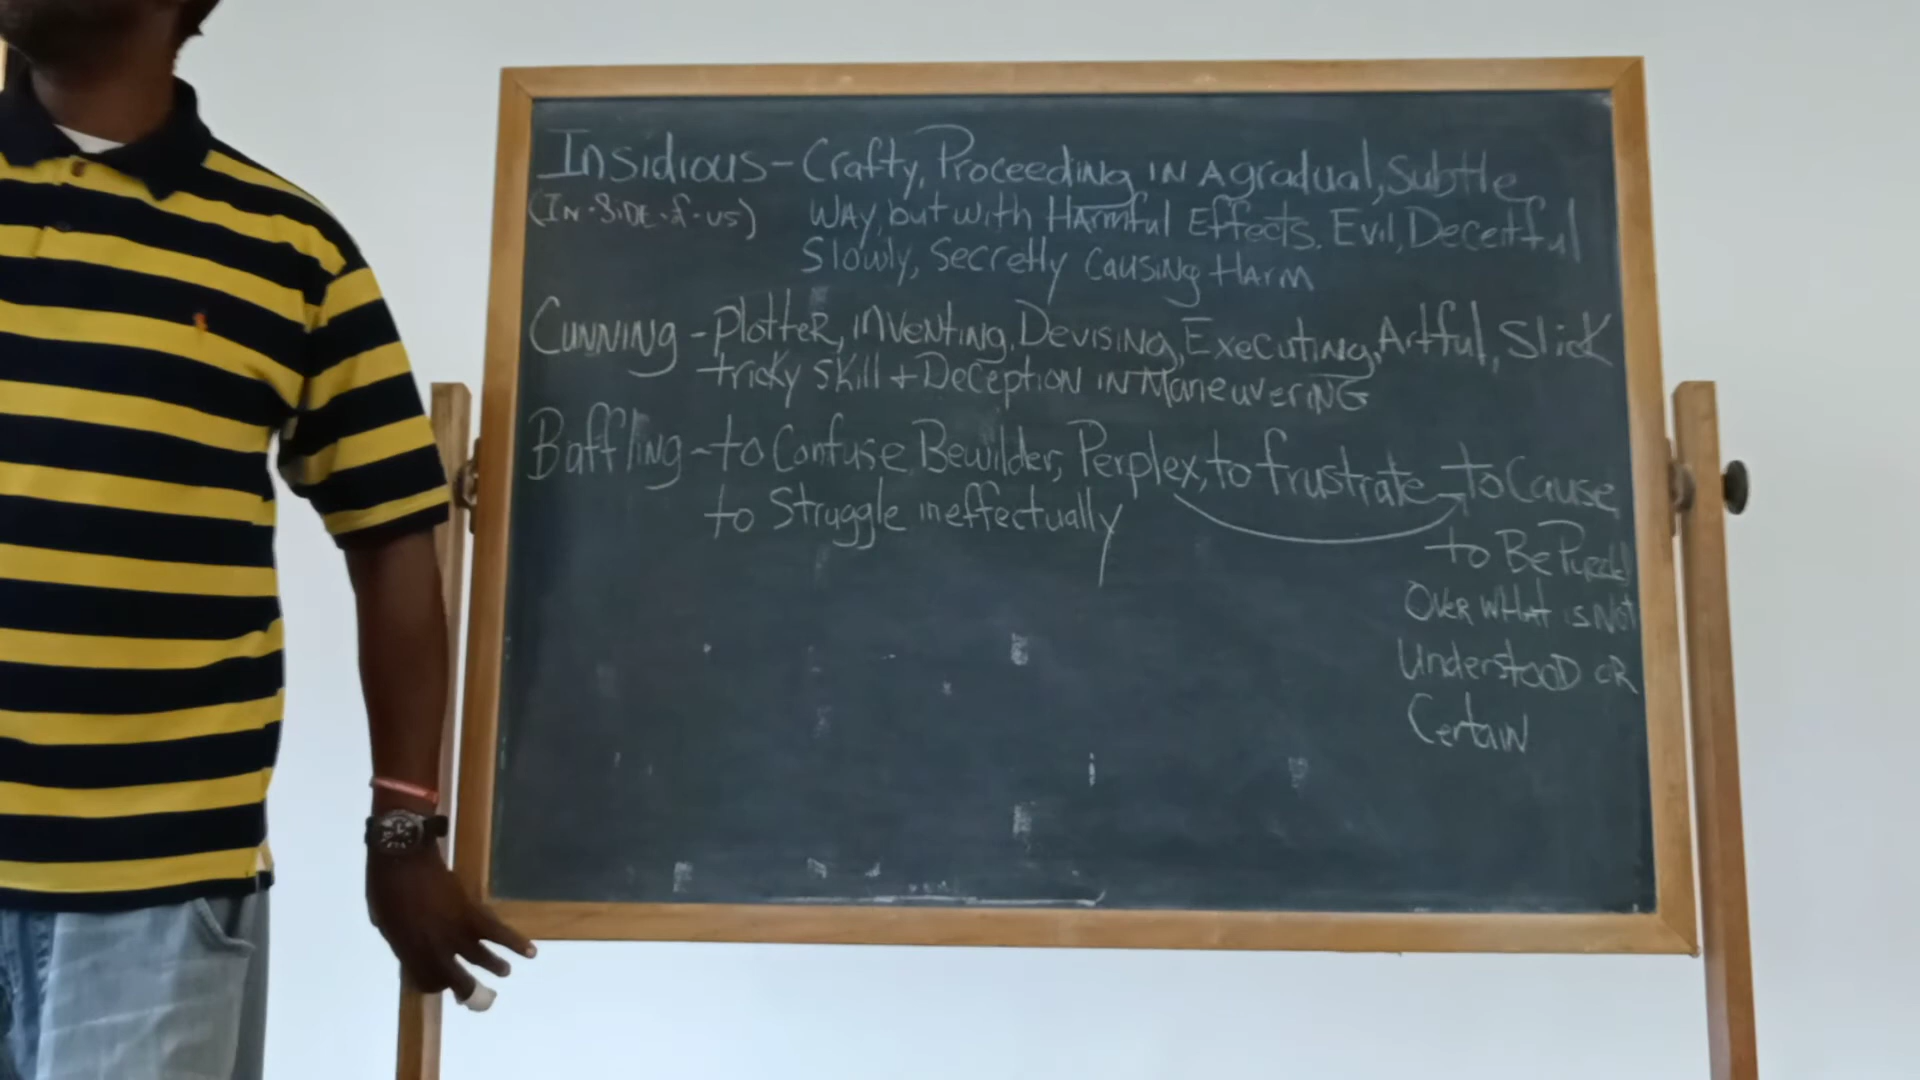 Insidious - Crafty, Proceeding IN A gradual, Subtle
(IN · SIDE · of · US) WAY, but with Harmful Effects. Evil, Deceitful
Slowly, Secretly Causing Harm
Cunning - Plotter, inventing, Devising, Executing, Artful, Slick
tricky skill + Deception in Maneuvering
Baffling - to Confuse Bewilder, Perplex, to frustrate - to Cause
to Struggle ineffectually
to Be
Over what is Not
Understood or
Certain